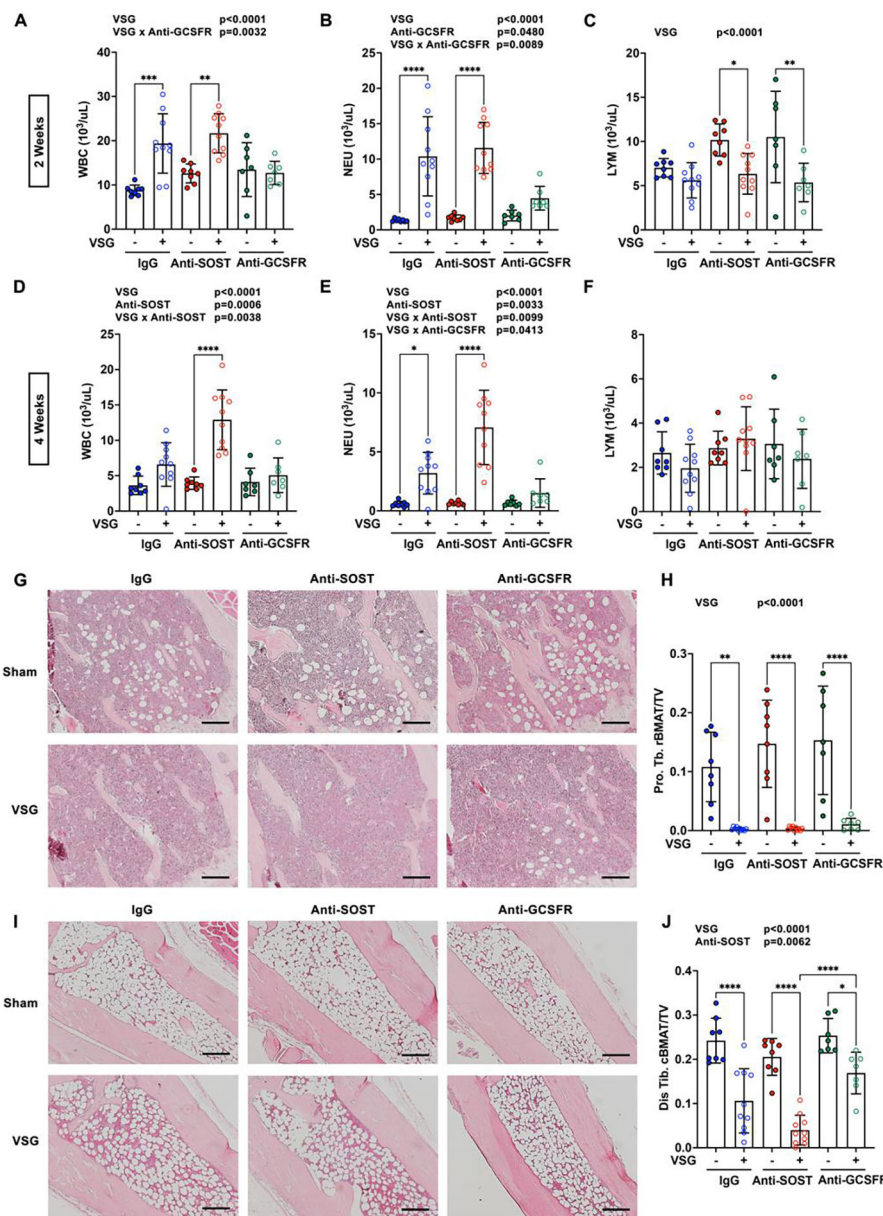 A
VSG p<0.0001
VSG x Anti-GCSFR p=0.0032
WBC (10³/uL)
40
30
20
10
0
***
**
VSG - + - + - +
IgG Anti-SOST Anti-GCSFR
B
VSG p<0.0001
Anti-GCSFR p=0.0480
VSG x Anti-GCSFR p=0.0089
NEU (10³/uL)
25
20
15
10
5
0
****
****
VSG - + - + - +
IgG Anti-SOST Anti-GCSFR
C
VSG p<0.0001
LYM (10³/uL)
20
15
10
5
0
*
**
VSG - + - + - +
IgG Anti-SOST Anti-GCSFR
2 Weeks
D
VSG p<0.0001
Anti-SOST p=0.0006
VSG x Anti-SOST p=0.0038
WBC (10³/uL)
25
20
15
10
5
0
****
VSG - + - + - +
IgG Anti-SOST Anti-GCSFR
E
VSG p<0.0001
Anti-SOST p=0.0033
VSG x Anti-SOST p=0.0099
VSG x Anti-GCSFR p=0.0413
NEU (10³/uL)
15
10
5
0
*
****
VSG - + - + - +
IgG Anti-SOST Anti-GCSFR
F
LYM (10³/uL)
8
6
4
2
0
VSG - + - + - +
IgG Anti-SOST Anti-GCSFR
4 Weeks
G
IgG Anti-SOST Anti-GCSFR
Sham
VSG
H
VSG p<0.0001
Pro. Tb. rBMAT/TV
0.3
0.2
0.1
0.0
**
****
****
VSG - + - + - +
IgG Anti-SOST Anti-GCSFR
I
IgG Anti-SOST Anti-GCSFR
Sham
VSG
J
VSG p<0.0001
Anti-SOST p=0.0062
Dis Tib. cBMAT/TV
0.4
0.3
0.2
0.1
0.0
****
****
****
*
VSG - + - + - +
IgG Anti-SOST Anti-GCSFR